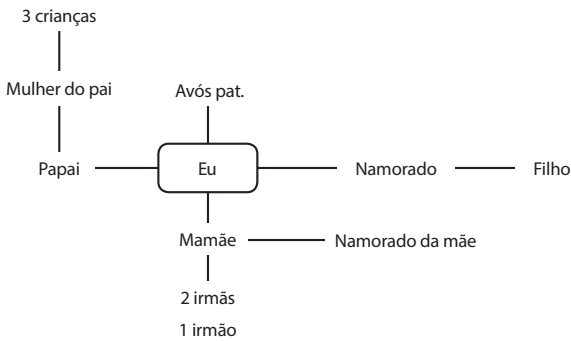 3 crianças
Mulher do pai
Avós pat.
Papai
Eu
Namorado
Filho
Mamãe
Namorado da mãe
2 irmãs
1 irmão